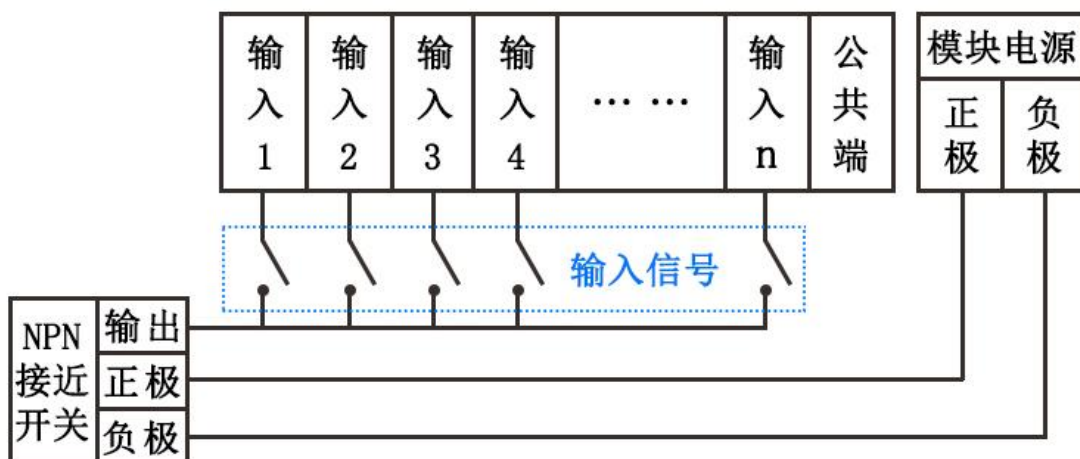 输入1
输入2
输入3
输入4
… …
输入n
公共端
模块电源
正极
负极
输入信号
NPN接近开关
输出
正极
负极